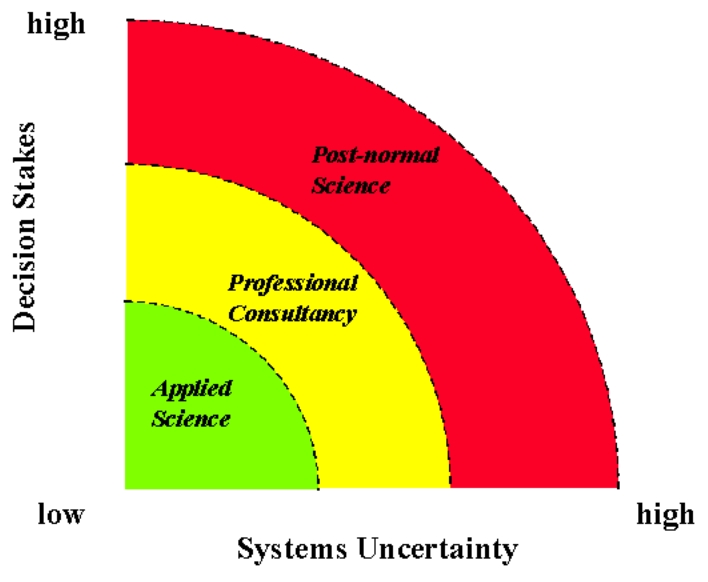 high
Decision Stakes
Post-normal
Science
Professional
Consultancy
Applied
Science
low
high
Systems Uncertainty